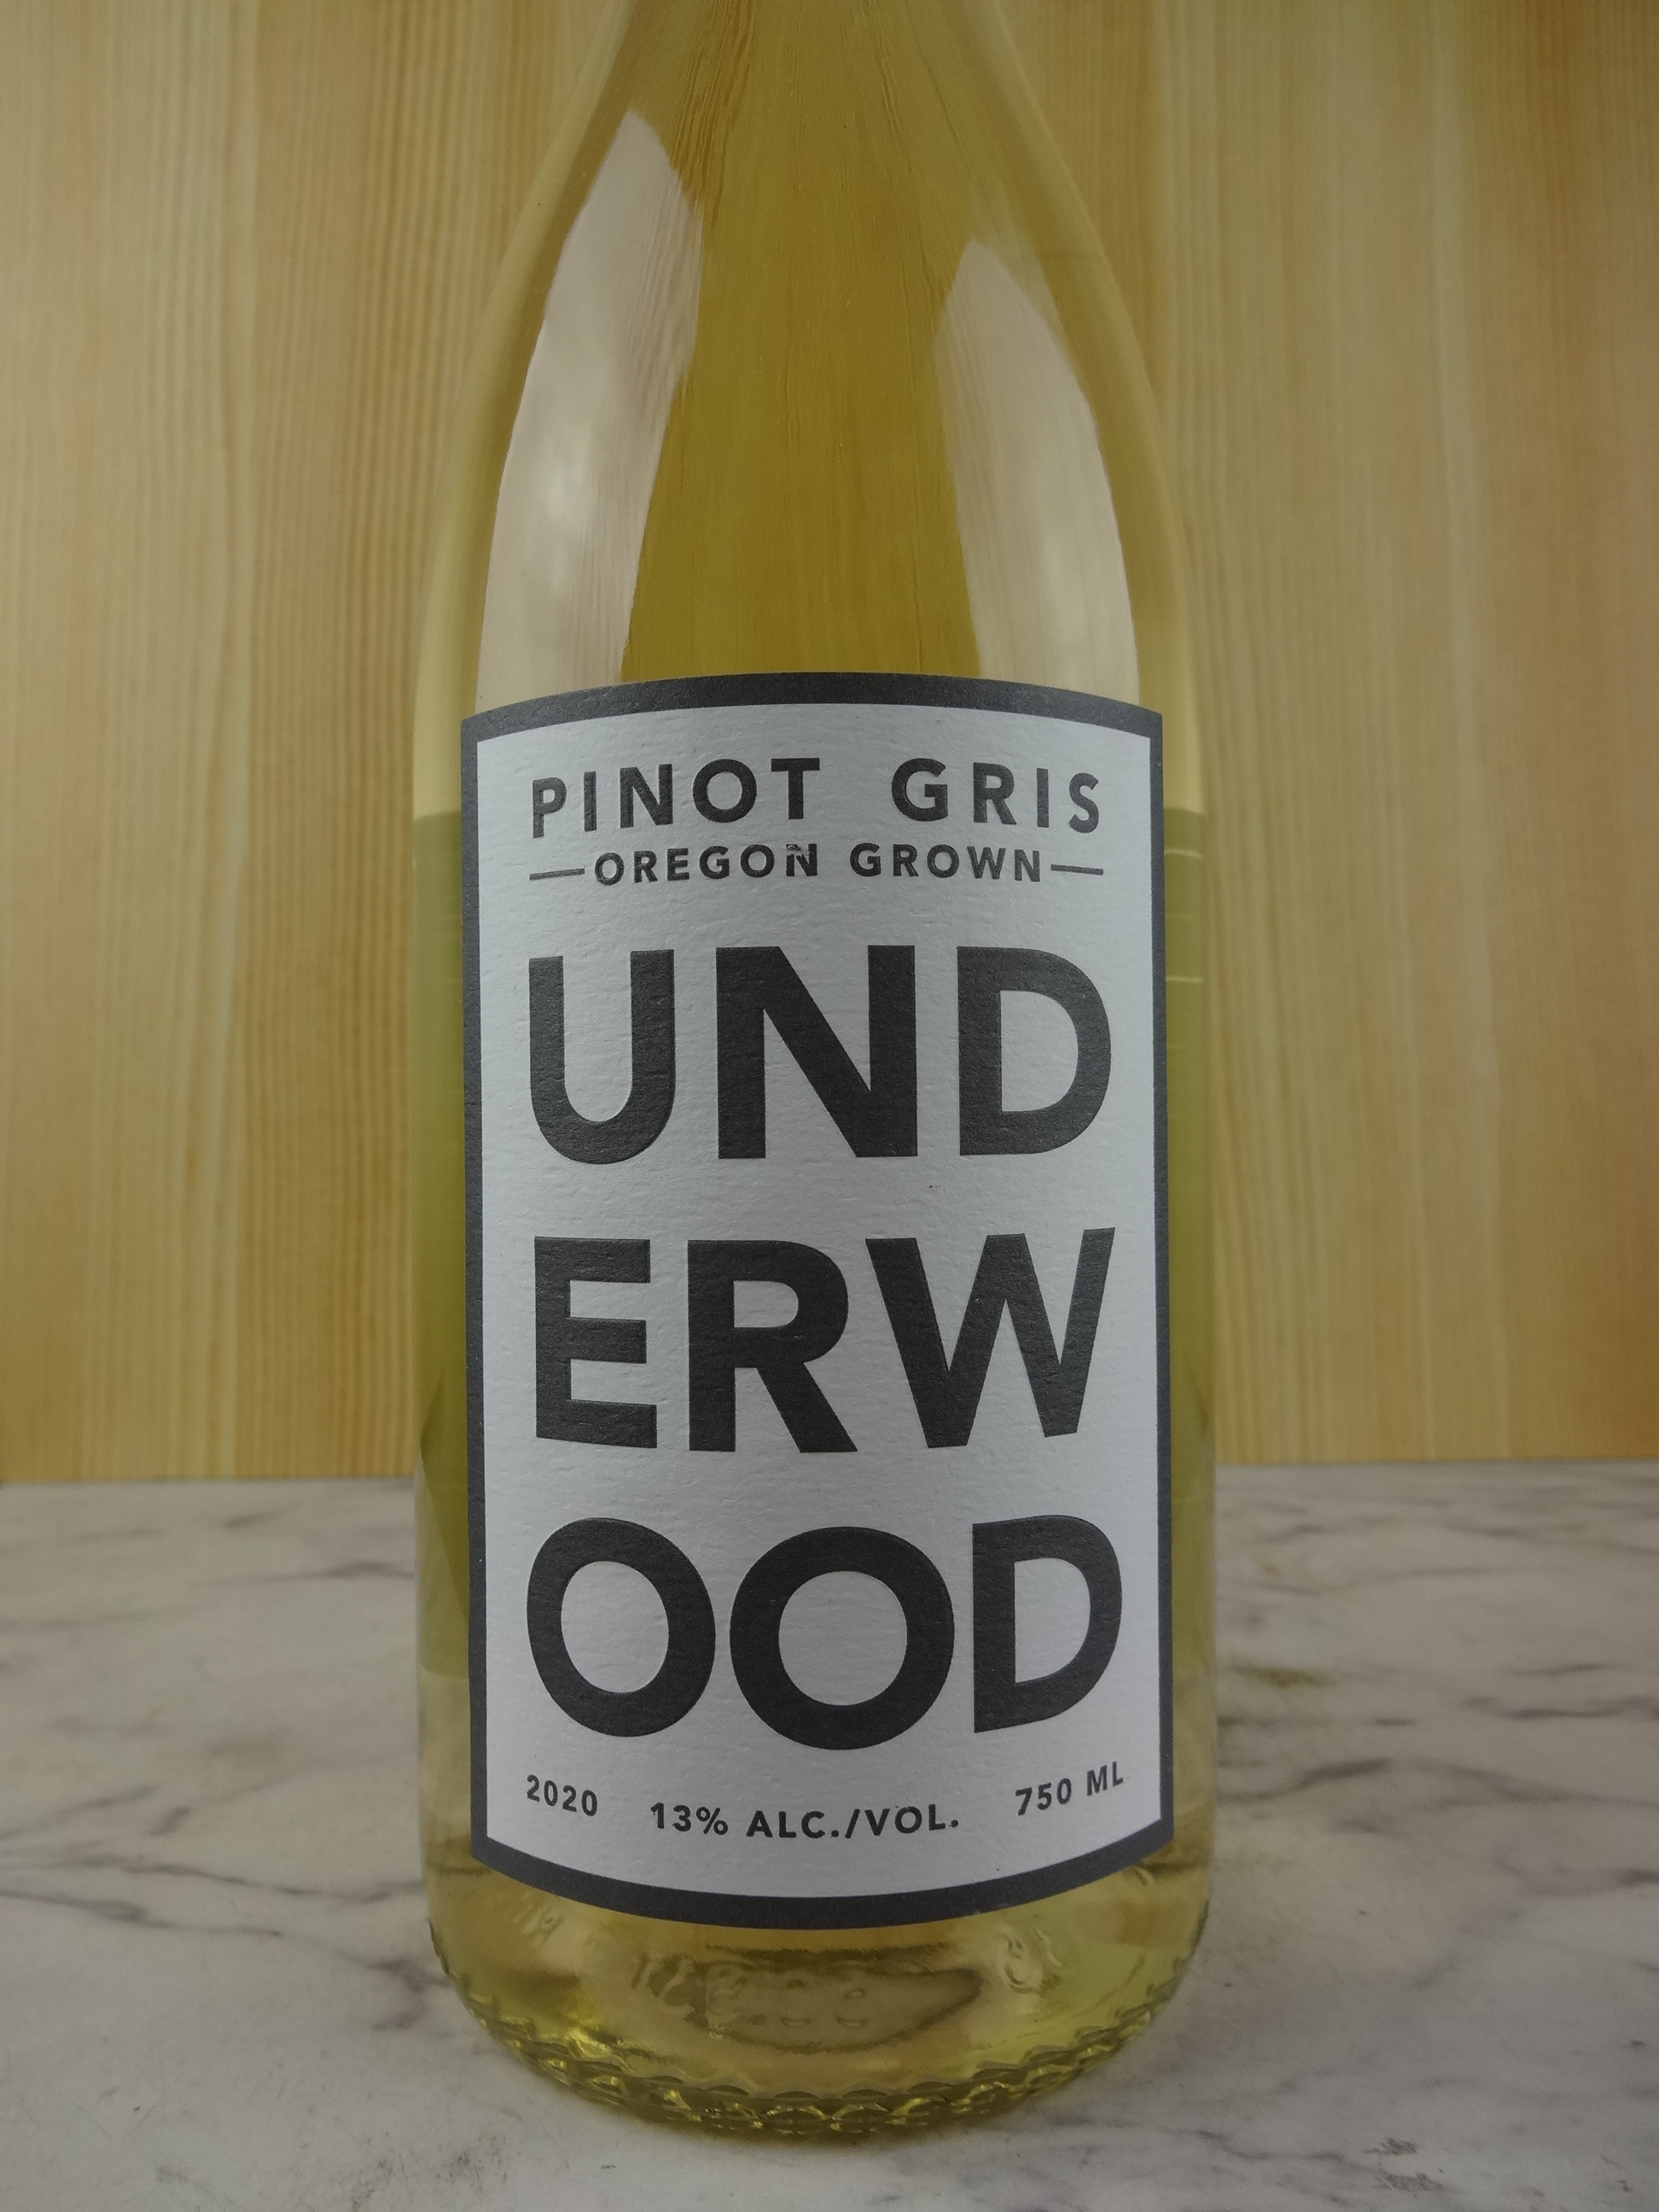 PINOT GRIS
OREGON GROWN
UND
ERW
OOD
2020 13% ALC./VOL. 750 ML